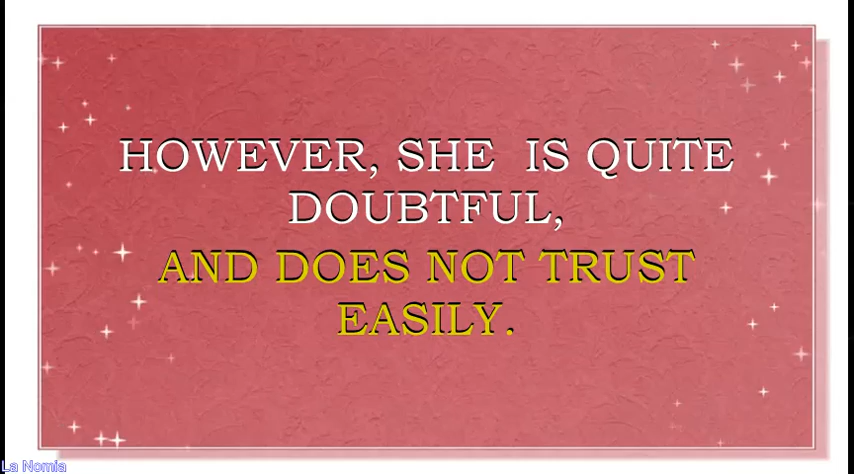 HOWEVER, SHE IS QUITE
DOUBTFUL,
AND DOES NOT TRUST
EASILY.
La Nomia